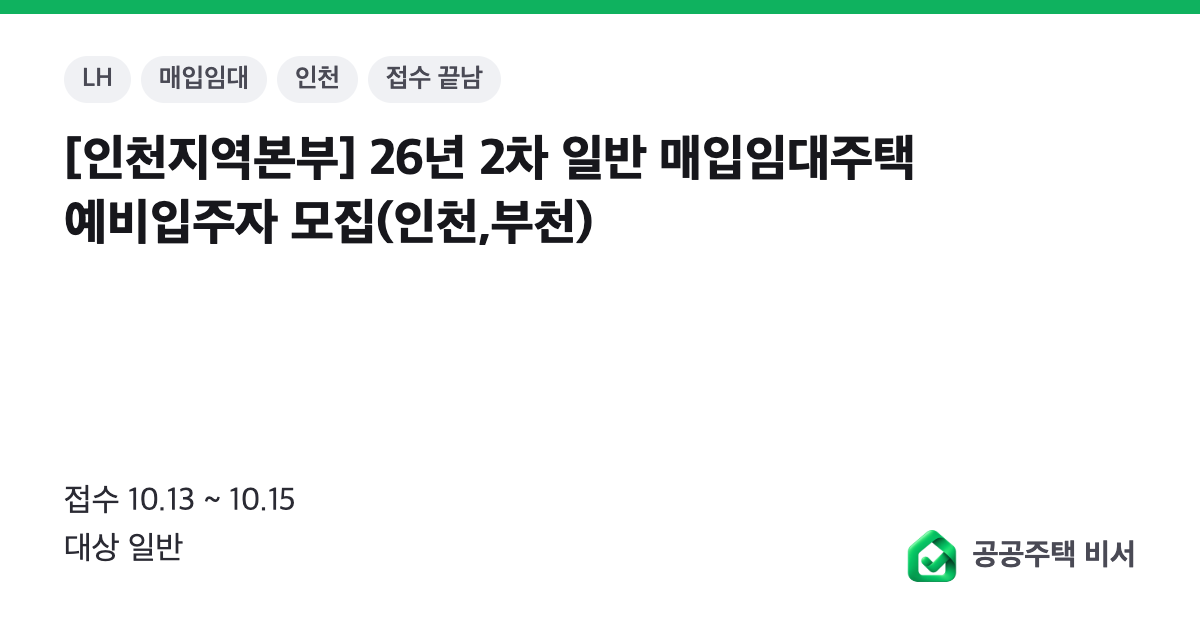 LH 매입임대 인천 접수 끝남
[인천지역본부] 26년 2차 일반 매입임대주택
예비입주자 모집(인천,부천)
접수 10.13 ~ 10.15
대상 일반
공공주택 비서